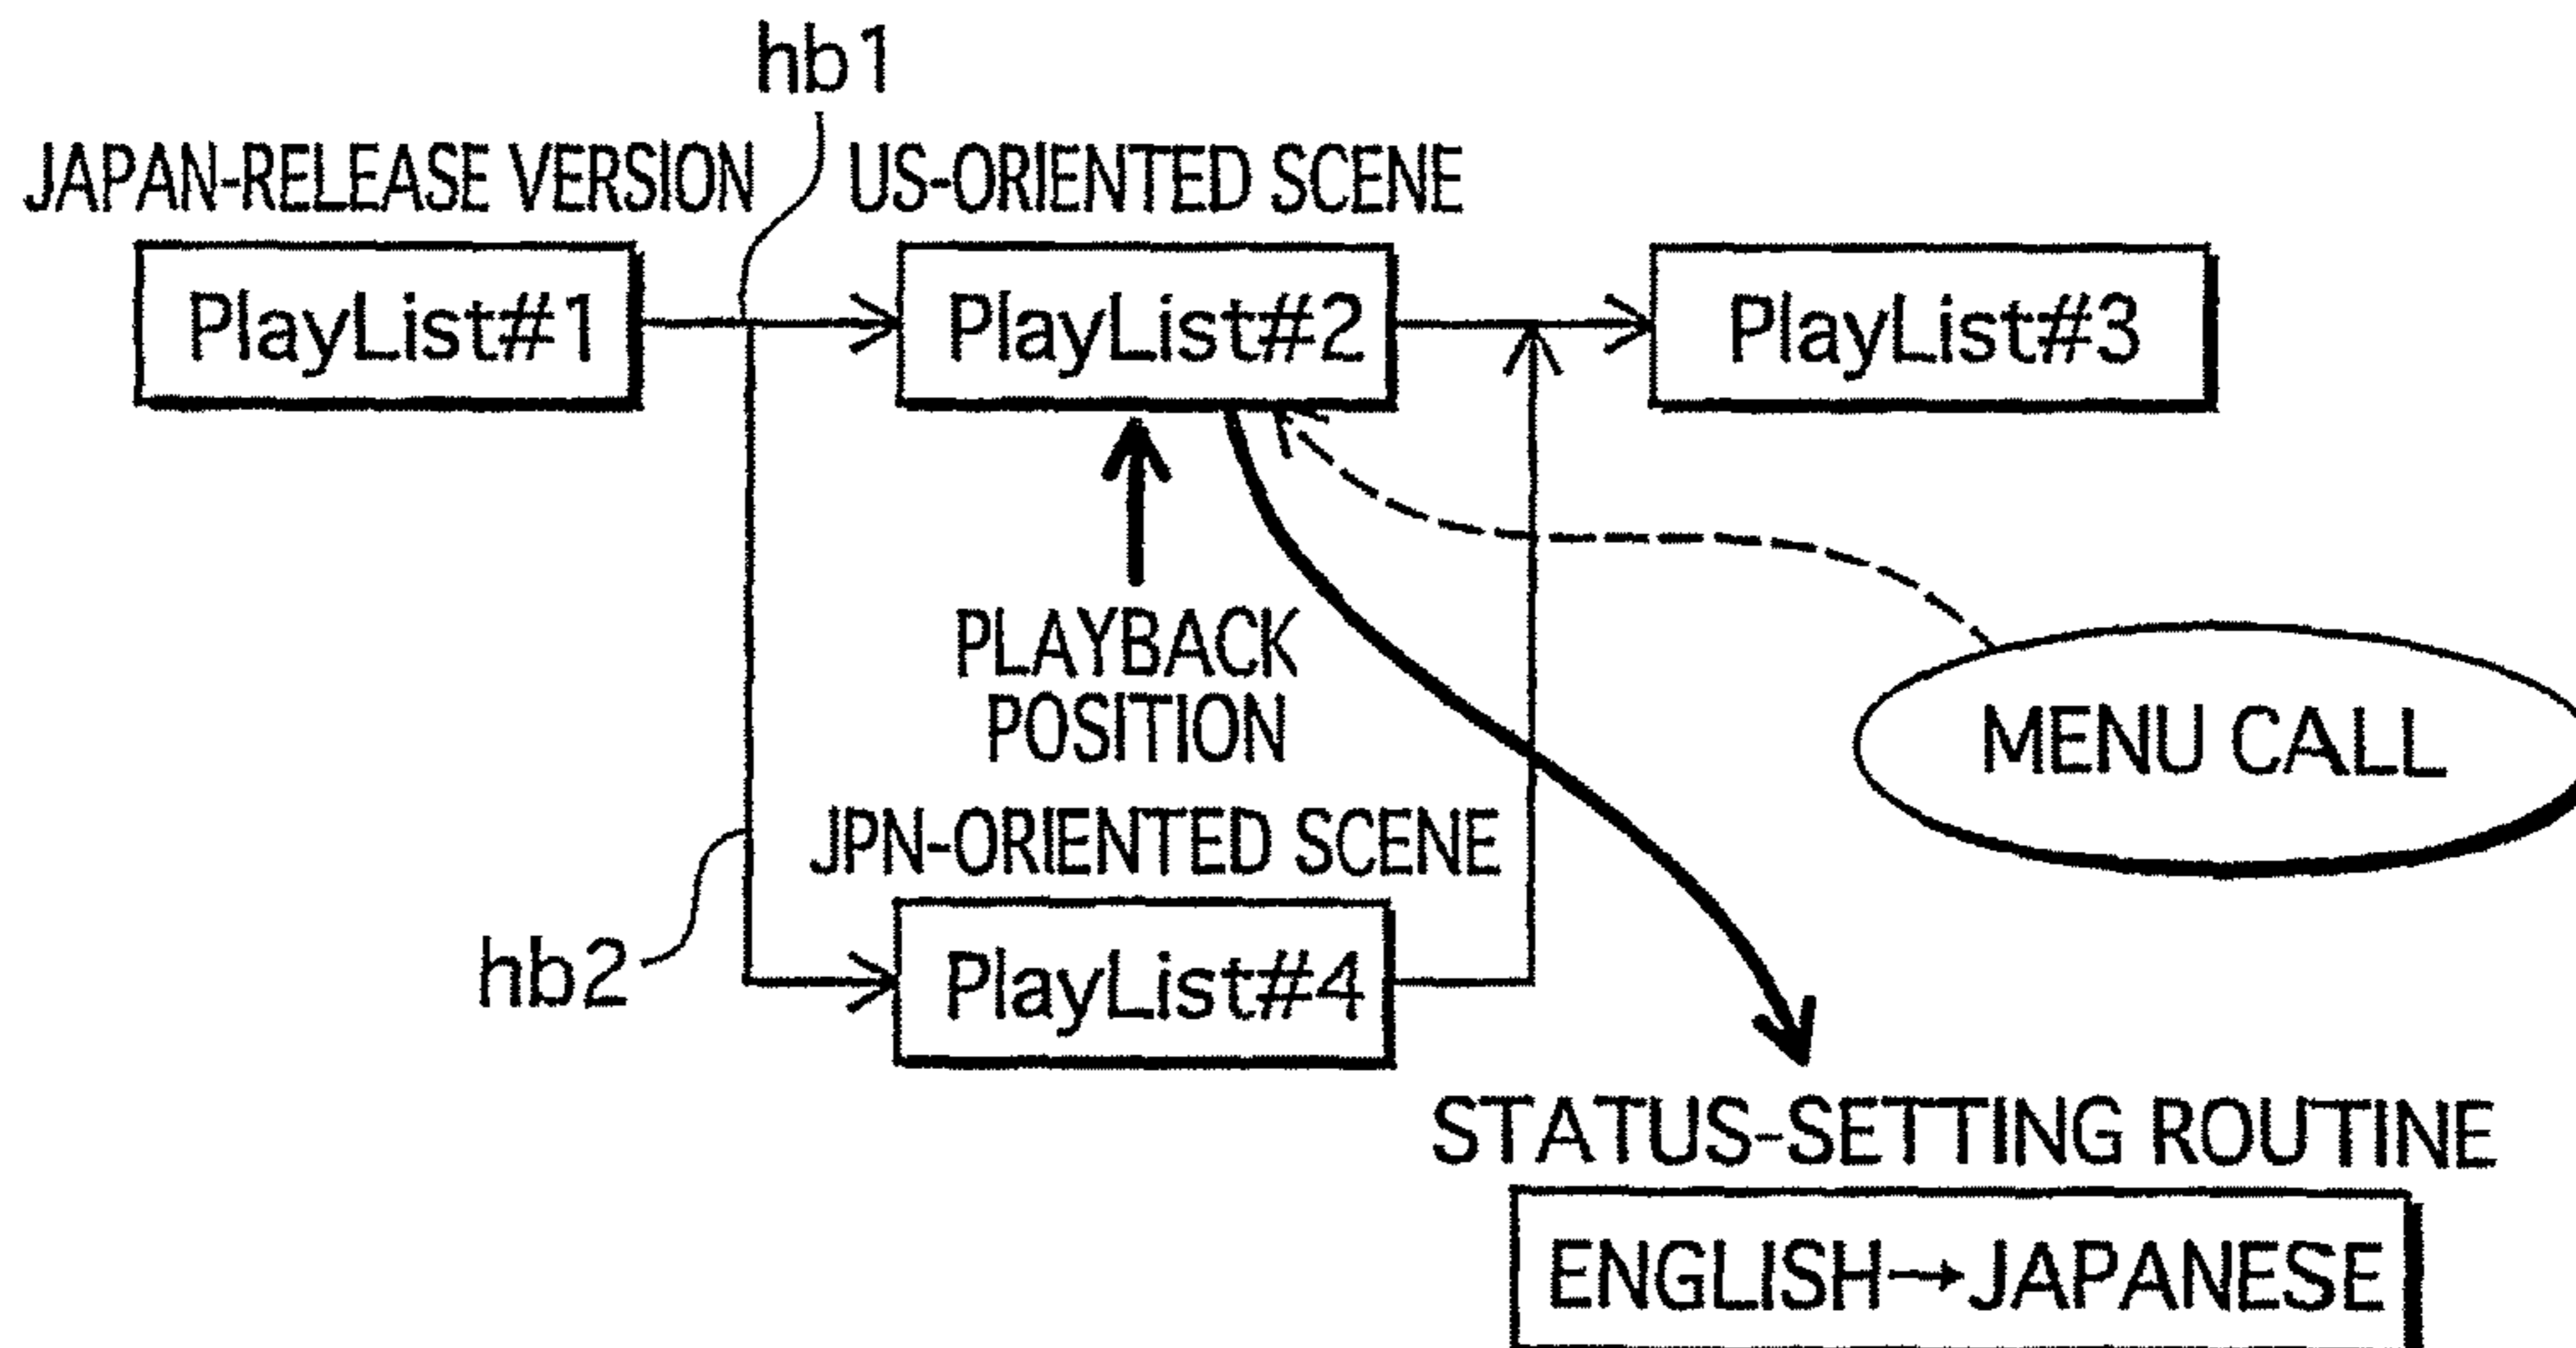 hb1
JAPAN-RELEASE VERSION
US-ORIENTED SCENE
PlayList#1
PlayList#2
PlayList#3
PLAYBACK
POSITION
MENU CALL
JPN-ORIENTED SCENE
hb2
PlayList#4
STATUS-SETTING ROUTINE
ENGLISH→JAPANESE